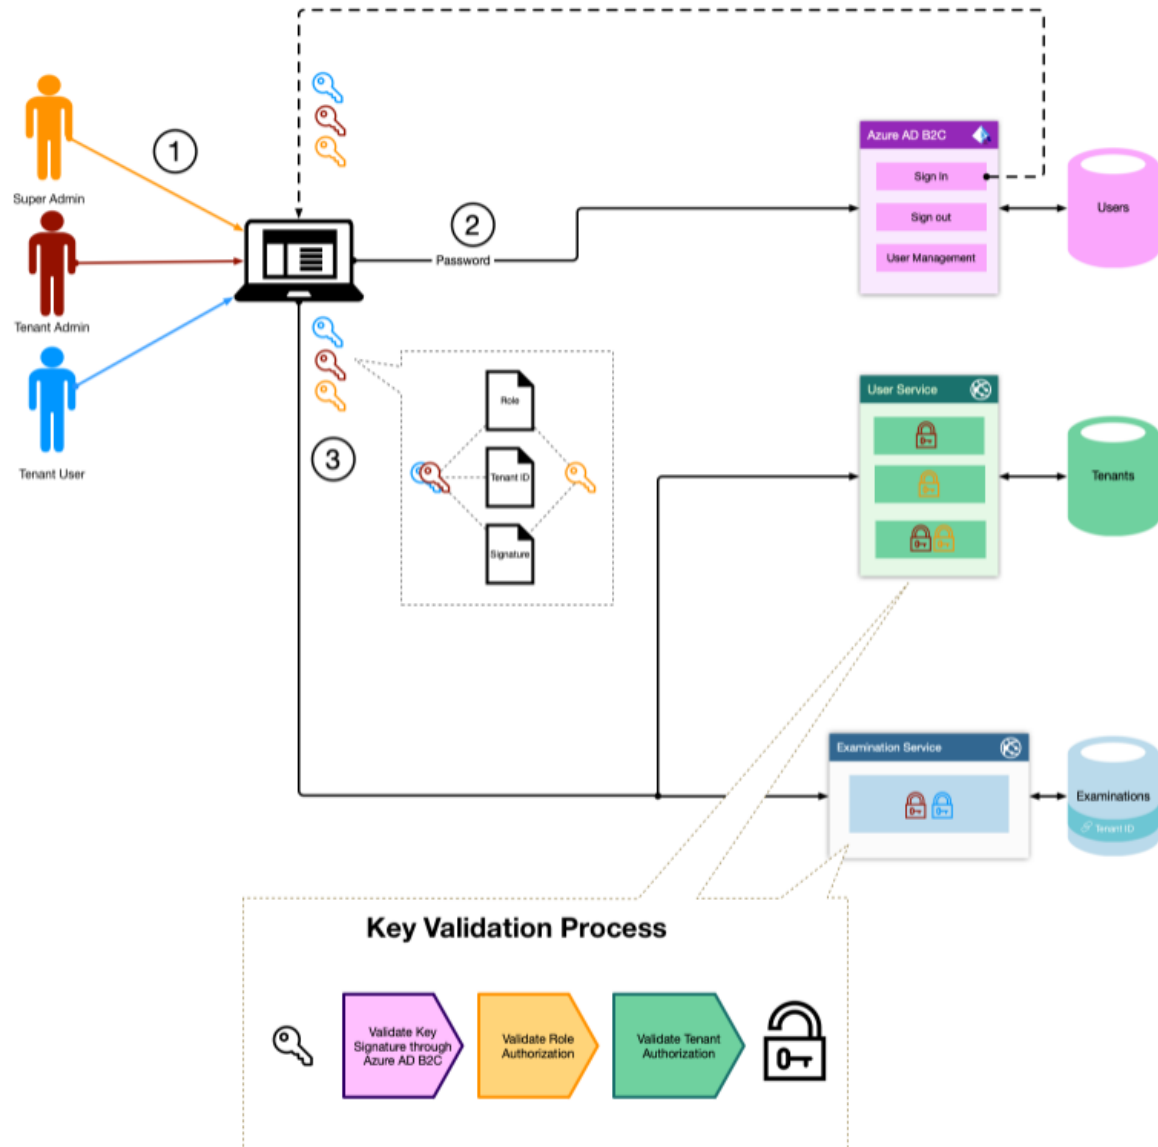 1
Super Admin
Tenant Admin
Tenant User
2
Password
3
Azure AD B2C
Sign In
Sign out
User Management
Users
Role
Tenant ID
Signature
User Service
Tenants
Examination Service
Examinations
Tenant ID
Key Validation Process
Validate Key
Signature through
Azure AD B2C
Validate Role
Authorization
Validate Tenant
Authorization